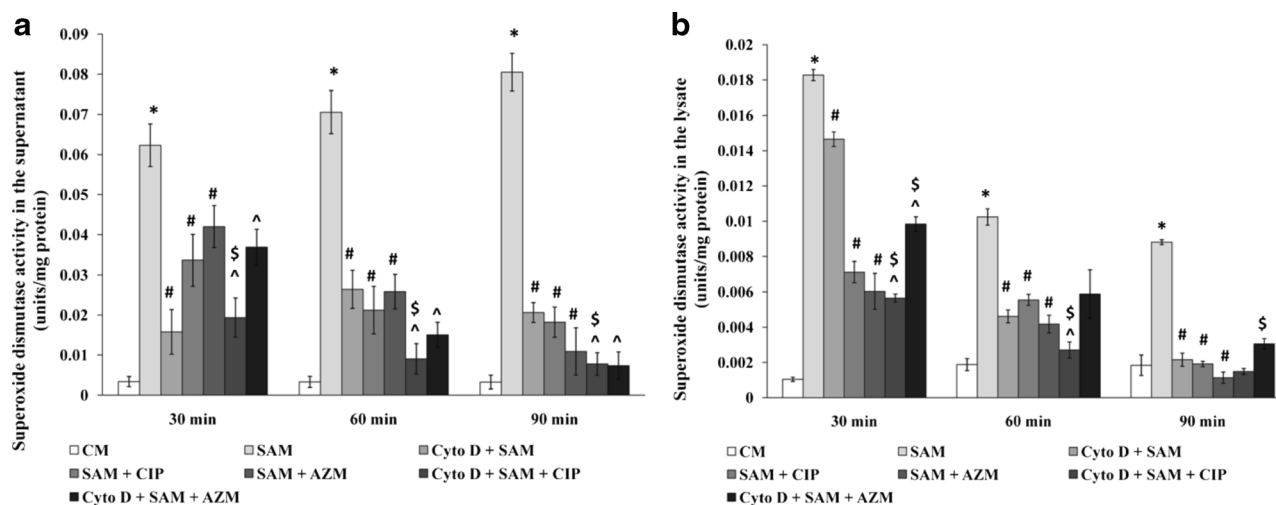 a
Superoxide dismutase activity in the supernatant
(units/mg protein)
0.09
0.08
0.07
0.06
0.05
0.04
0.03
0.02
0.01
0
*
#
#
#
$
^
^
*
#
#
#
$
^
^
*
#
#
#
$
^
^
30 min
60 min
90 min
CM
SAM
Cyto D + SAM
SAM + CIP
SAM + AZM
Cyto D + SAM + CIP
Cyto D + SAM + AZM
b
Superoxide dismutase activity in the lysate
(units/mg protein)
0.02
0.018
0.016
0.014
0.012
0.01
0.008
0.006
0.004
0.002
0
*
#
#
#
$
^
$
^
*
#
#
#
$
^
*
#
#
#
$
30 min
60 min
90 min
CM
SAM
Cyto D + SAM
SAM + CIP
SAM + AZM
Cyto D + SAM + CIP
Cyto D + SAM + AZM